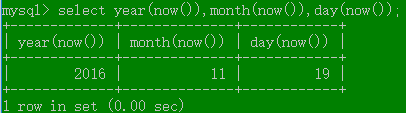 mysql> select year(now()),month(now()),day(now());
+-------------+--------------+------------+
| year(now()) | month(now()) | day(now()) |
+-------------+--------------+------------+
|        2016 |           11 |         19 |
+-------------+--------------+------------+
1 row in set (0.00 sec)